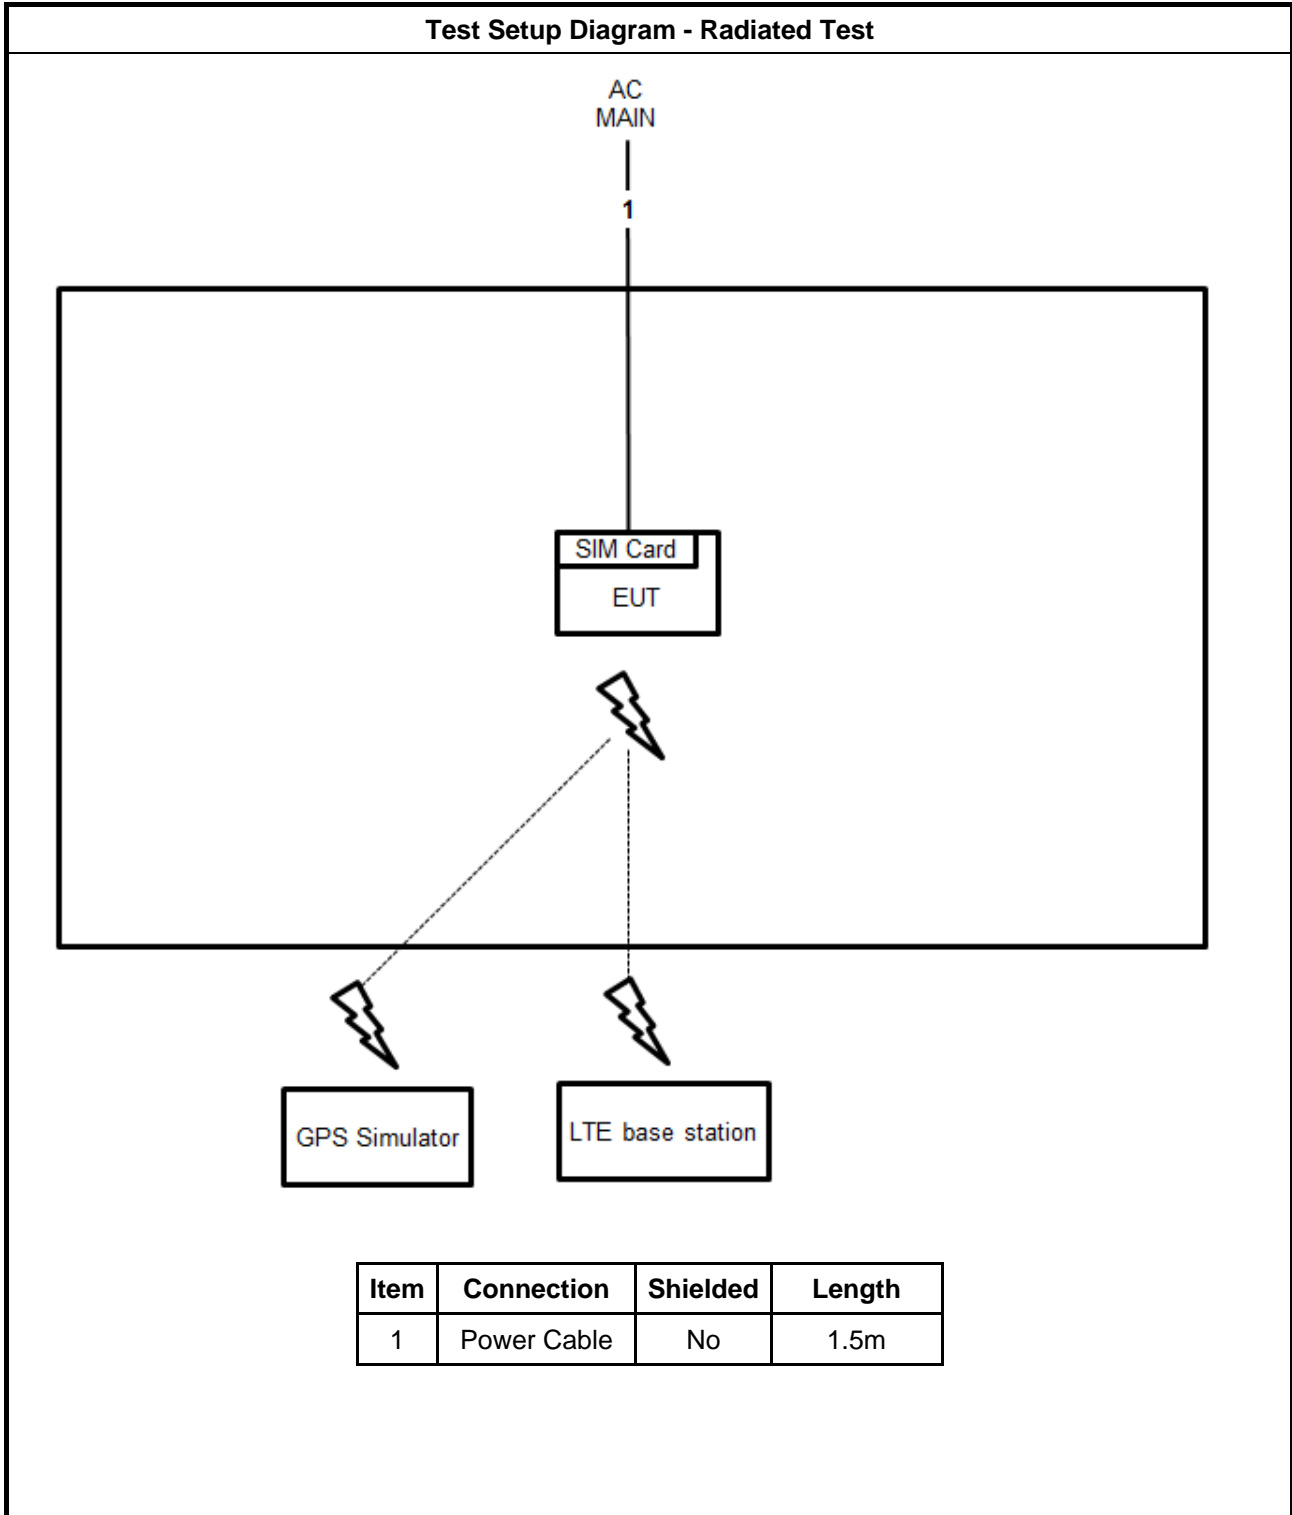 Test Setup Diagram - Radiated Test
AC
MAIN
1
SIM Card
EUT
GPS Simulator
LTE base station
Item Connection Shielded Length
1 Power Cable No 1.5m